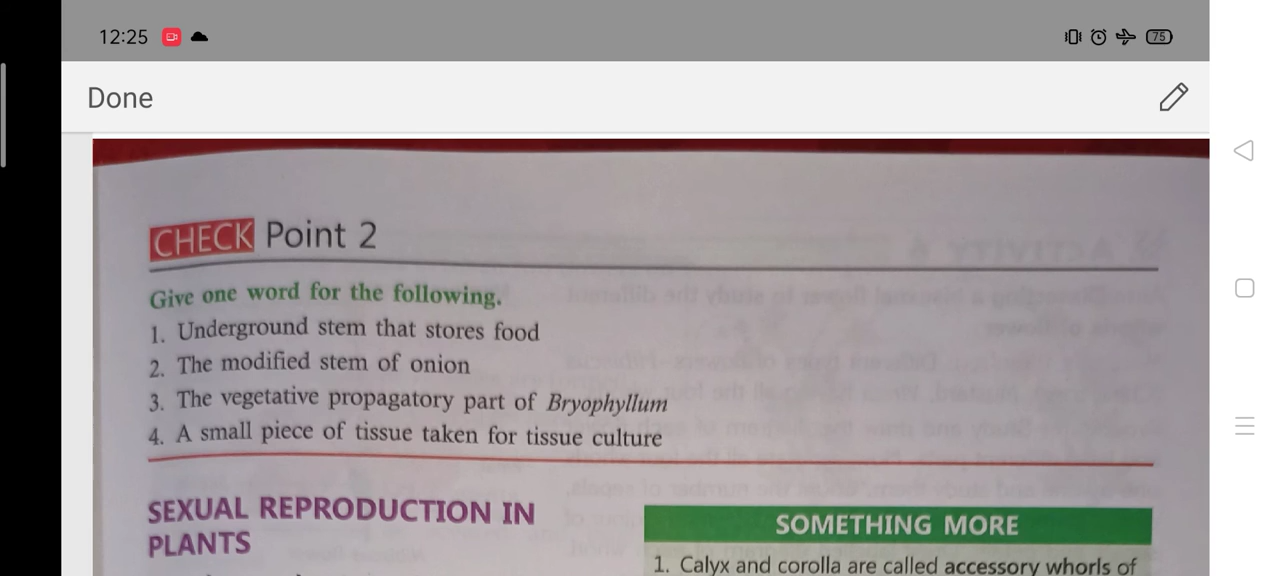 12:25
75
Done
CHECK Point 2
Give one word for the following.
1. Underground stem that stores food
2. The modified stem of onion
3. The vegetative propagatory part of Bryophyllum
4. A small piece of tissue taken for tissue culture
SEXUAL REPRODUCTION IN
PLANTS
SOMETHING MORE
1. Calyx and corolla are called accessory whorls of